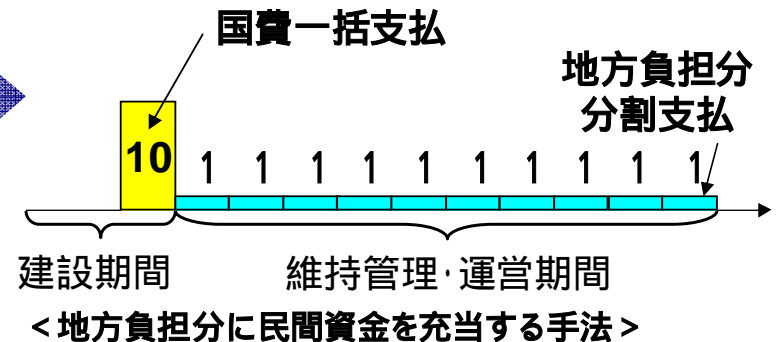 国費一括支払
地方負担分
分割支払
10 1 1 1 1 1 1 1 1 1 1
建設期間 維持管理・運営期間
<地方負担分に民間資金を充当する手法>